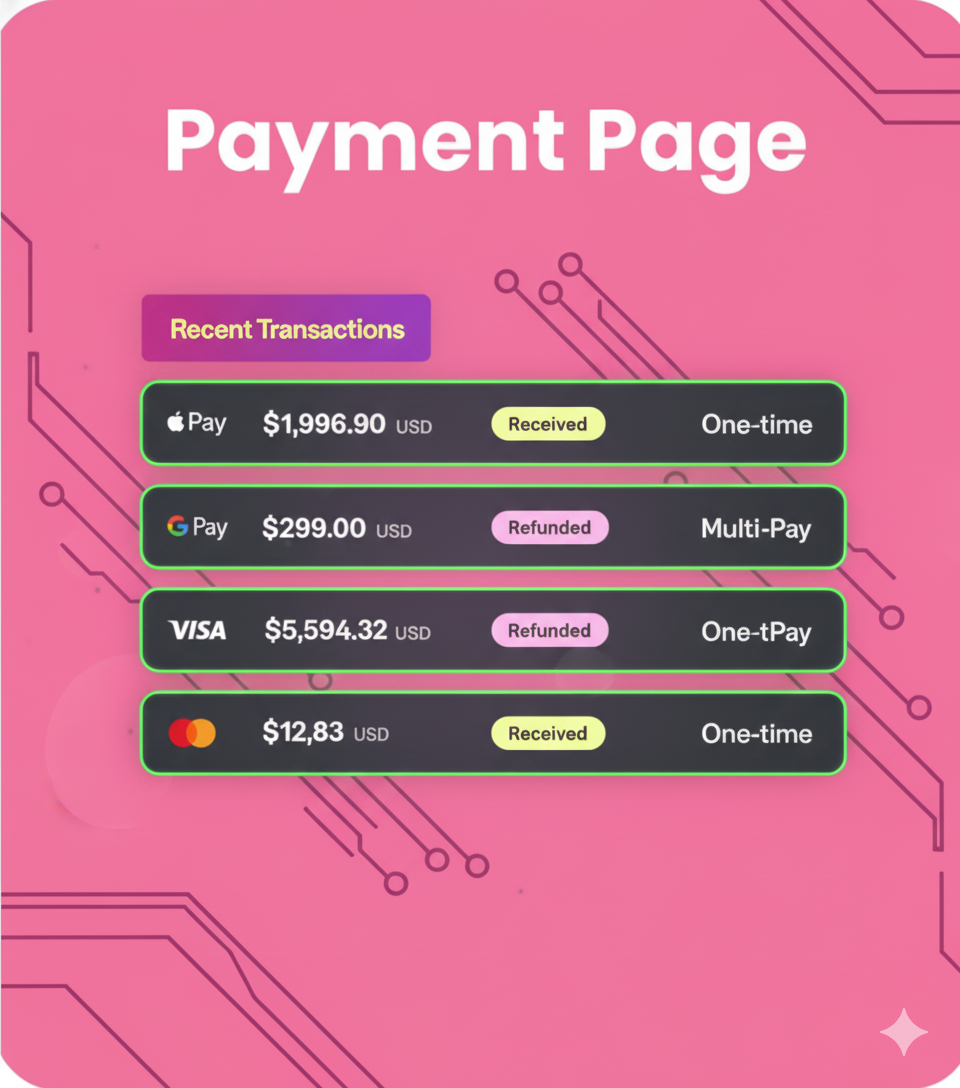 Payment Page
Recent Transactions
Pay $1,996.90 USD Received One-time
G Pay $299.00 USD Refunded Multi-Pay
VISA $5,594.32 USD Refunded One-tPay
$12,83 USD Received One-time